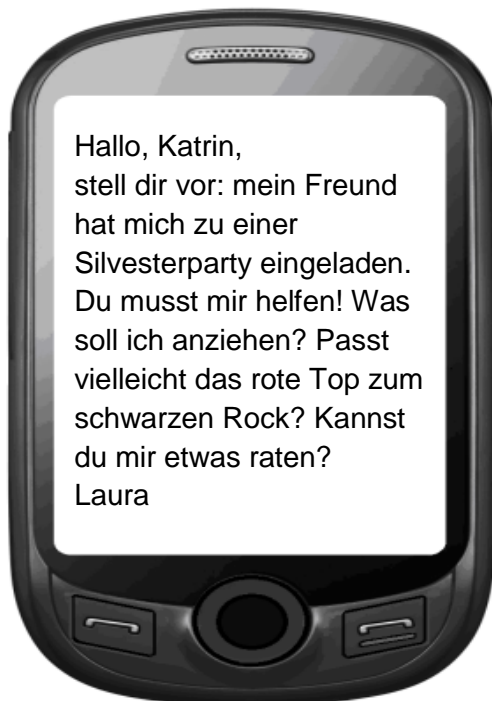 Hallo, Katrin,
stell dir vor: mein Freund
hat mich zu einer
Silvesterparty eingeladen.
Du musst mir helfen! Was
soll ich anziehen? Passt
vielleicht das rote Top zum
schwarzen Rock? Kannst
du mir etwas raten?
Laura